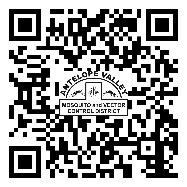 ANTELOPE VALLEY
MOSQUITO and VECTOR
CONTROL DISTRICT